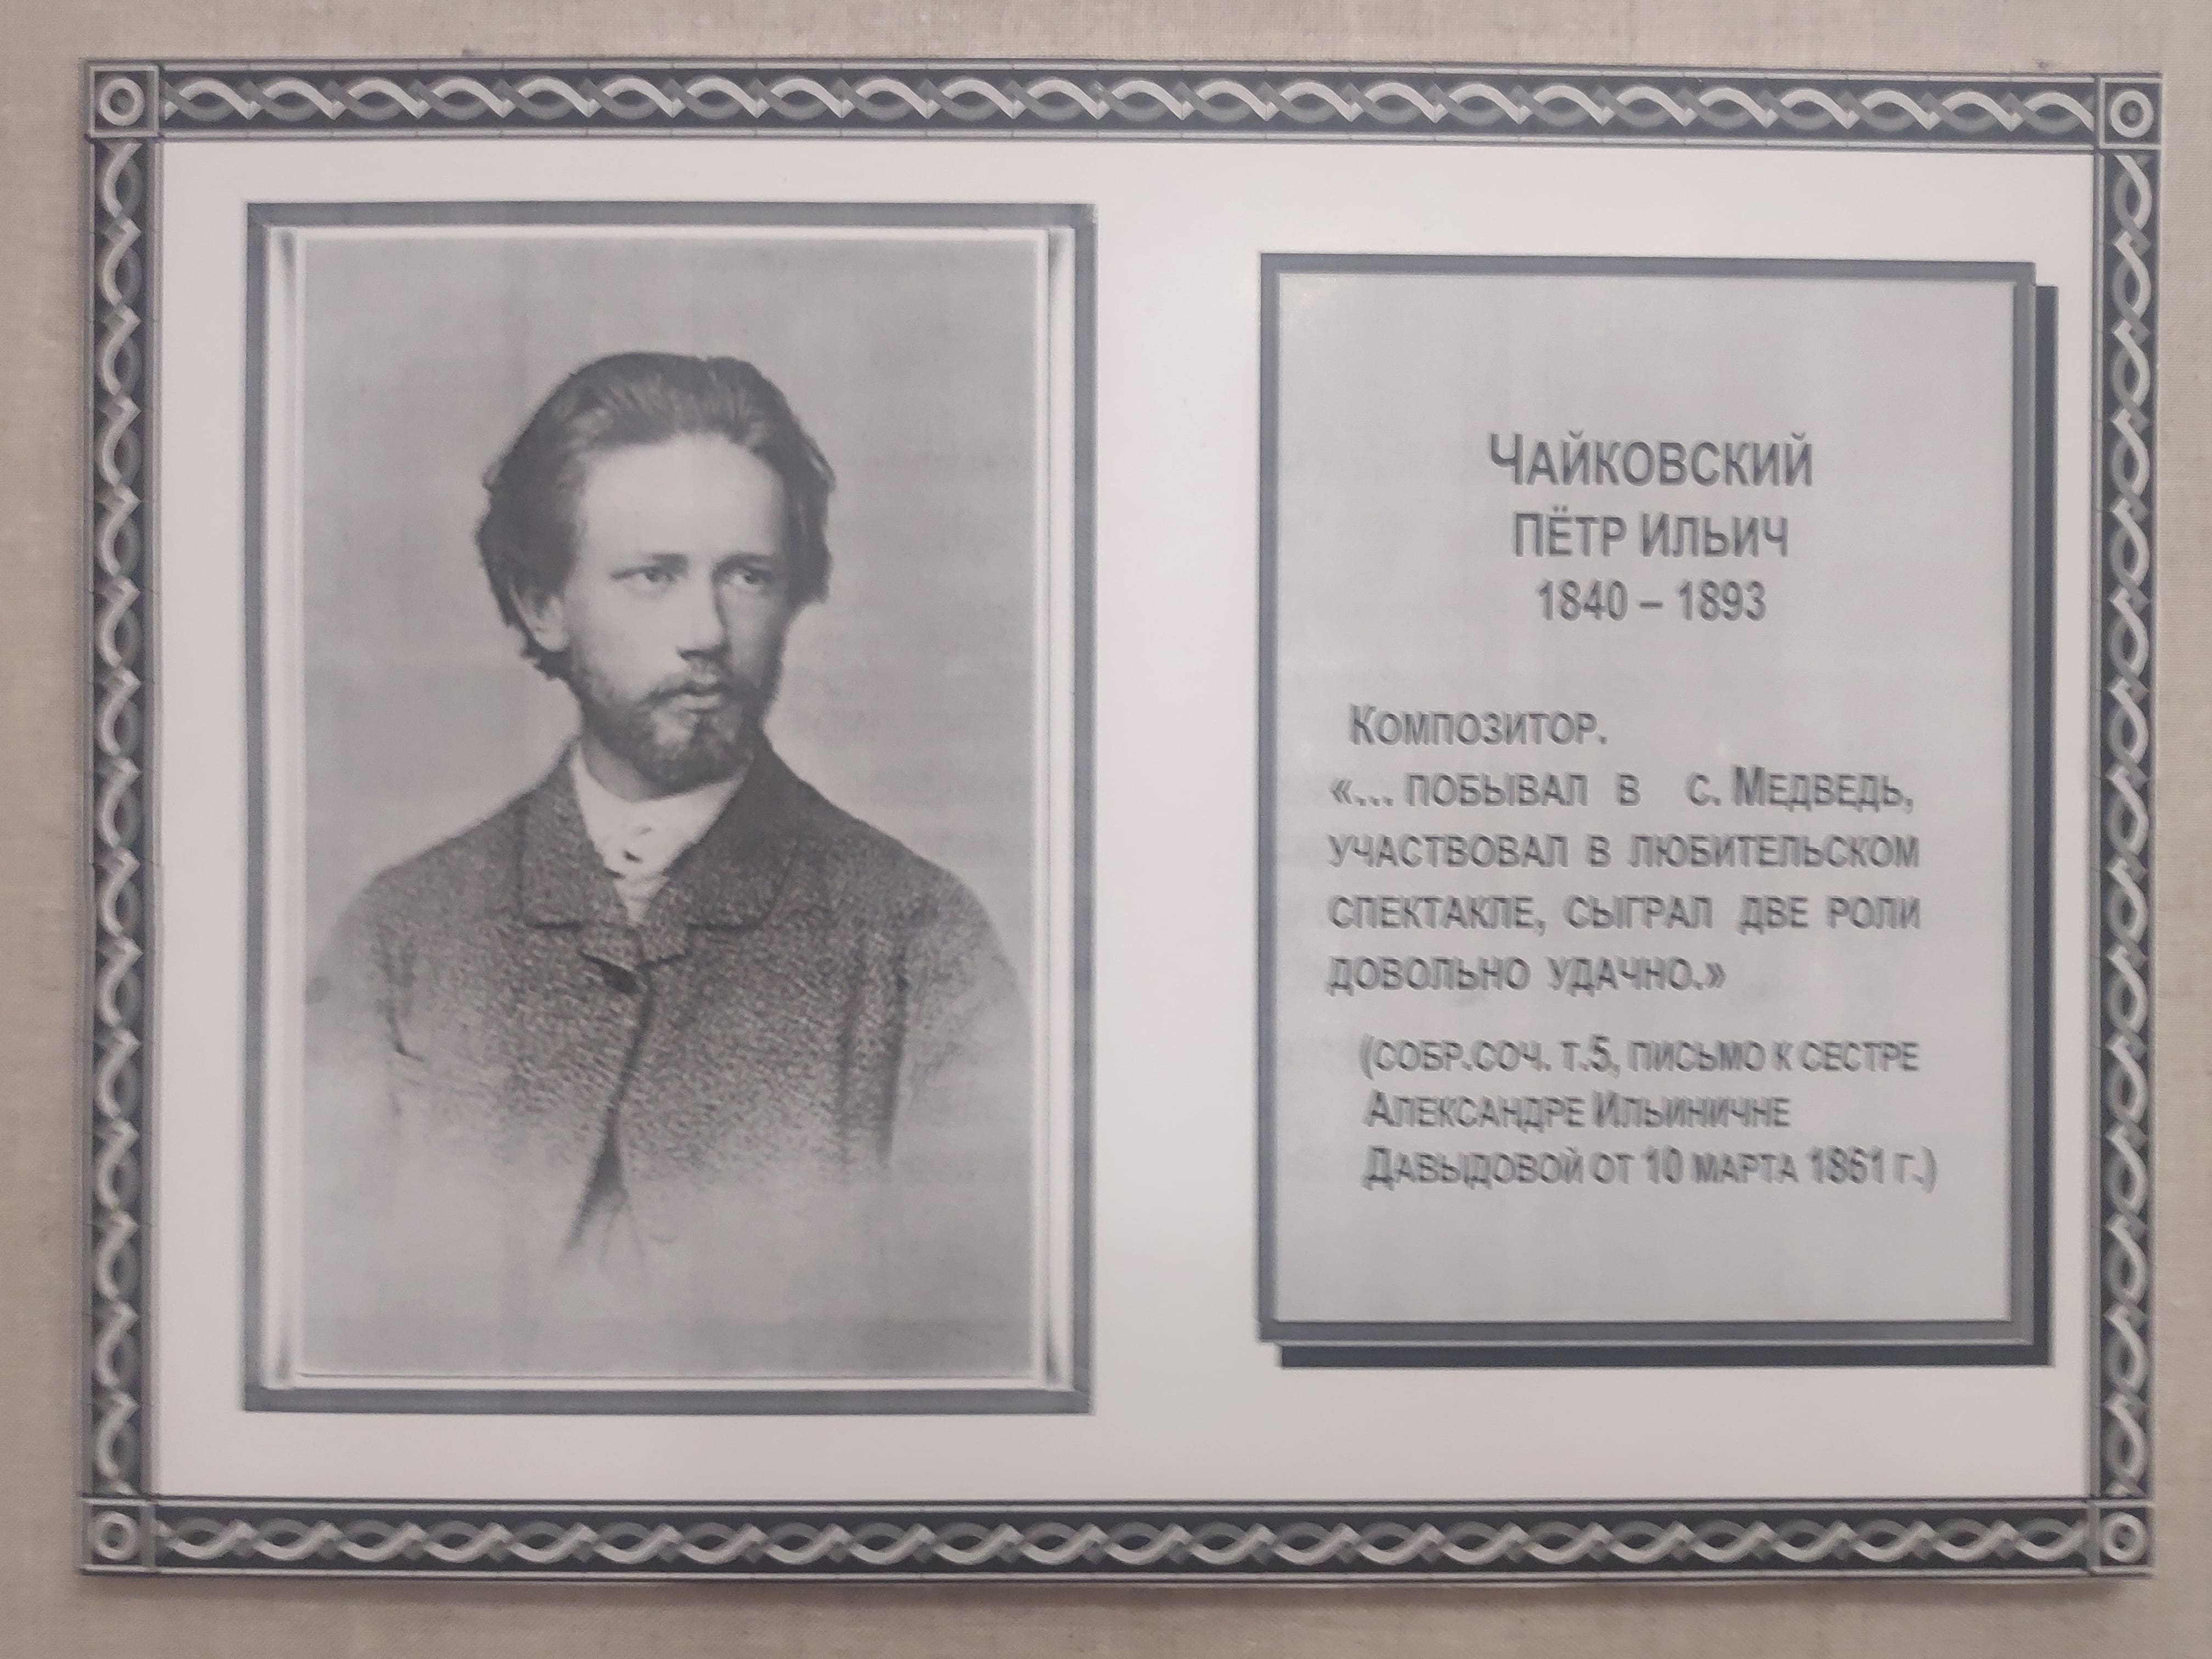 ЧАЙКОВСКИЙ
ПЁТР ИЛЬИЧ
1840 – 1893
КОМПОЗИТОР.
«... ПОБЫВАЛ В С. МЕДВЕДЬ,
УЧАСТВОВАЛ В ЛЮБИТЕЛЬСКОМ
СПЕКТАКЛЕ, СЫГРАЛ ДВЕ РОЛИ
ДОВОЛЬНО УДАЧНО.»
(СОБР.СОЧ. Т.5, ПИСЬМО К СЕСТРЕ
АЛЕКСАНДРЕ ИЛЬИНИЧНЕ
ДАВЫДОВОЙ ОТ 10 МАРТА 1861 Г.)